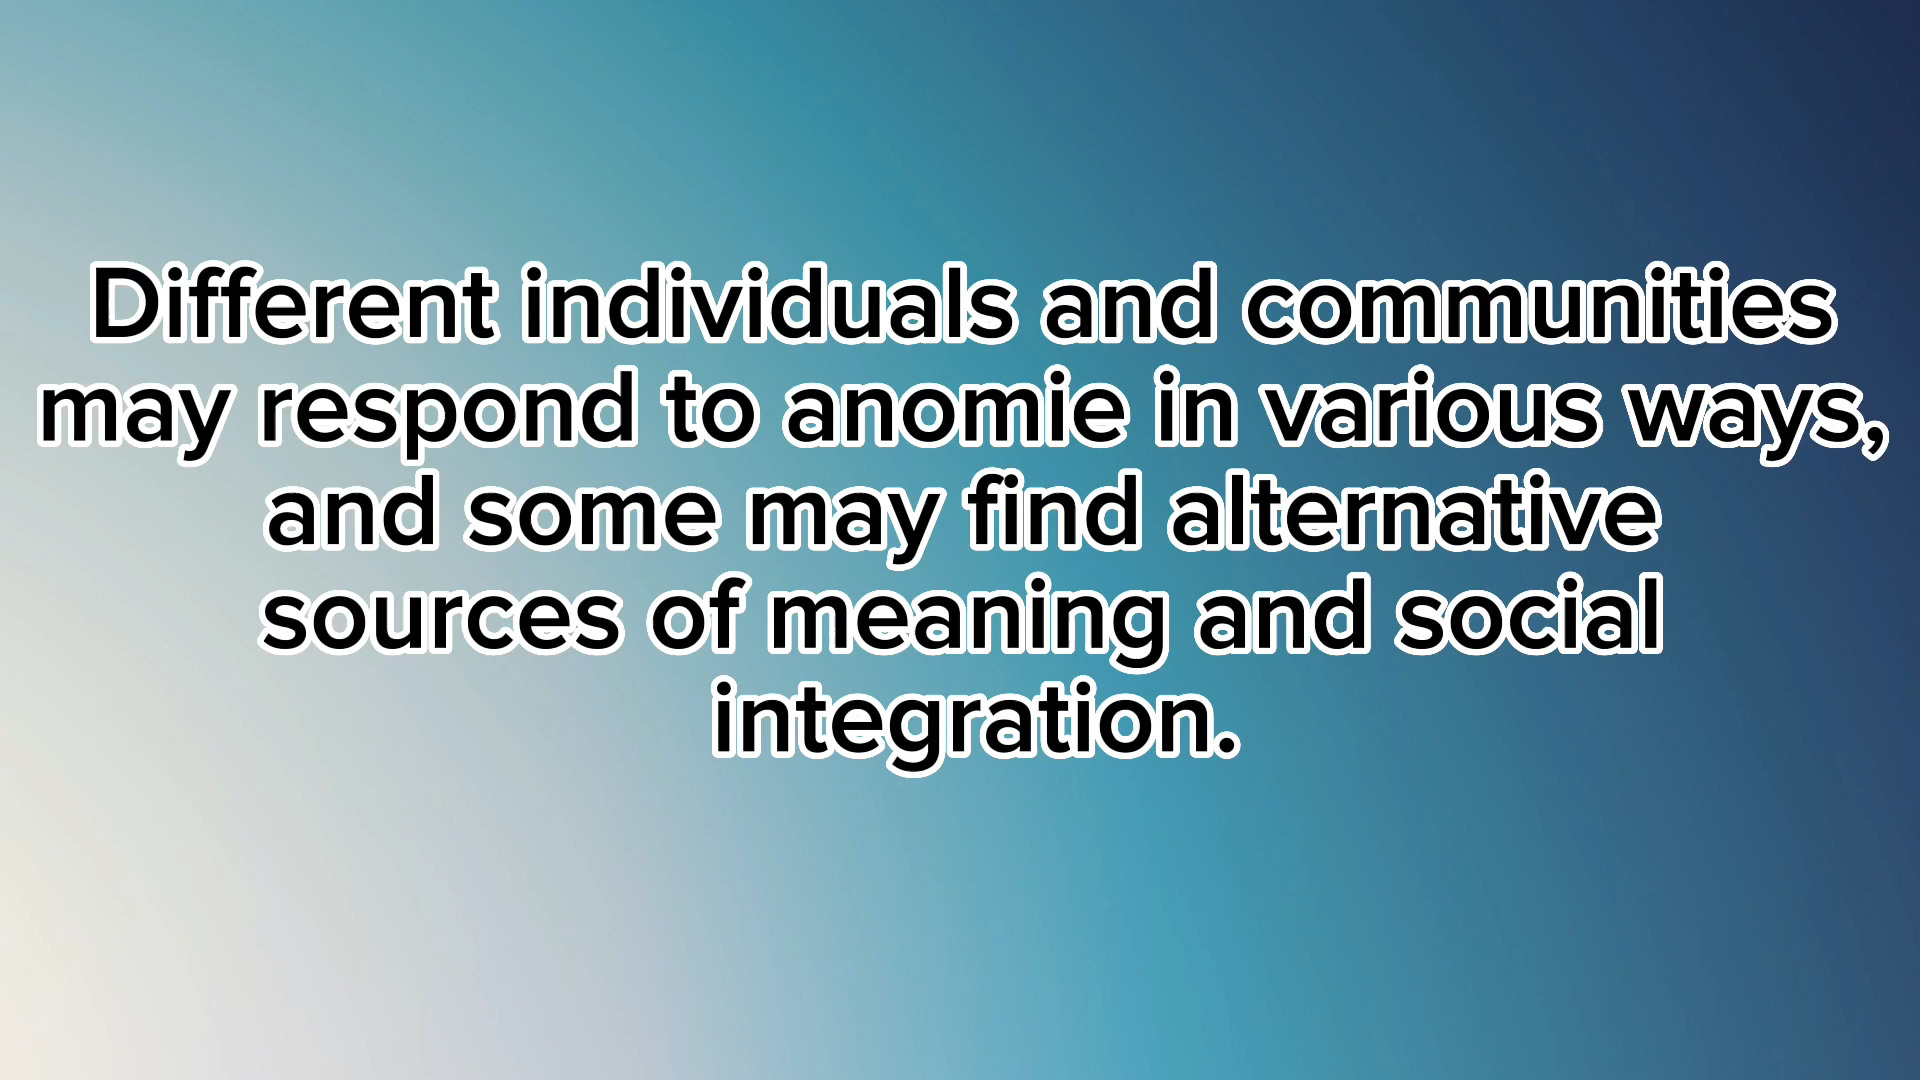 Different individuals and communities
may respond to anomie in various ways,
and some may find alternative
sources of meaning and social
integration.